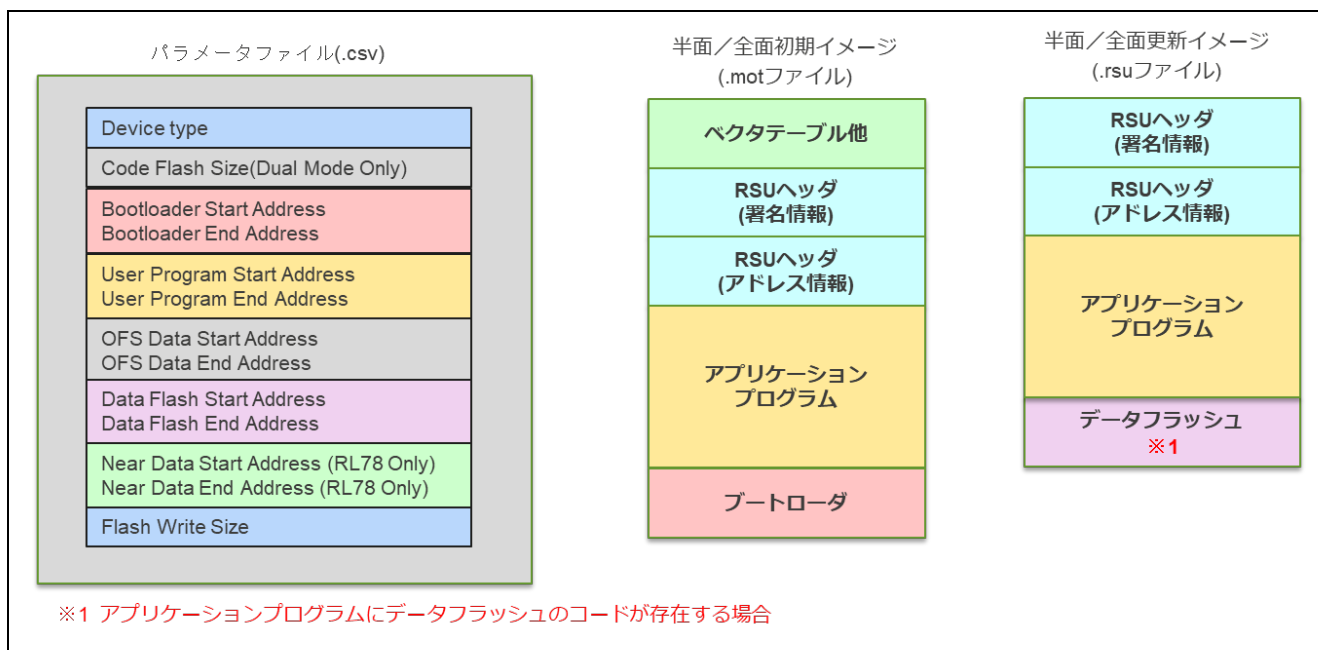 パラメータファイル(.csv)
Device type
Code Flash Size(Dual Mode Only)
Bootloader Start Address
Bootloader End Address
User Program Start Address
User Program End Address
OFS Data Start Address
OFS Data End Address
Data Flash Start Address
Data Flash End Address
Near Data Start Address (RL78 Only)
Near Data End Address (RL78 Only)
Flash Write Size
半面／全面初期イメージ
(.motファイル)
ベクタテーブル他
RSUヘッダ
(署名情報)
RSUヘッダ
(アドレス情報)
アプリケーション
プログラム
ブートローダ
半面／全面更新イメージ
(.rsuファイル)
RSUヘッダ
(署名情報)
RSUヘッダ
(アドレス情報)
アプリケーション
プログラム
データフラッシュ
※1
※1 アプリケーションプログラムにデータフラッシュのコードが存在する場合